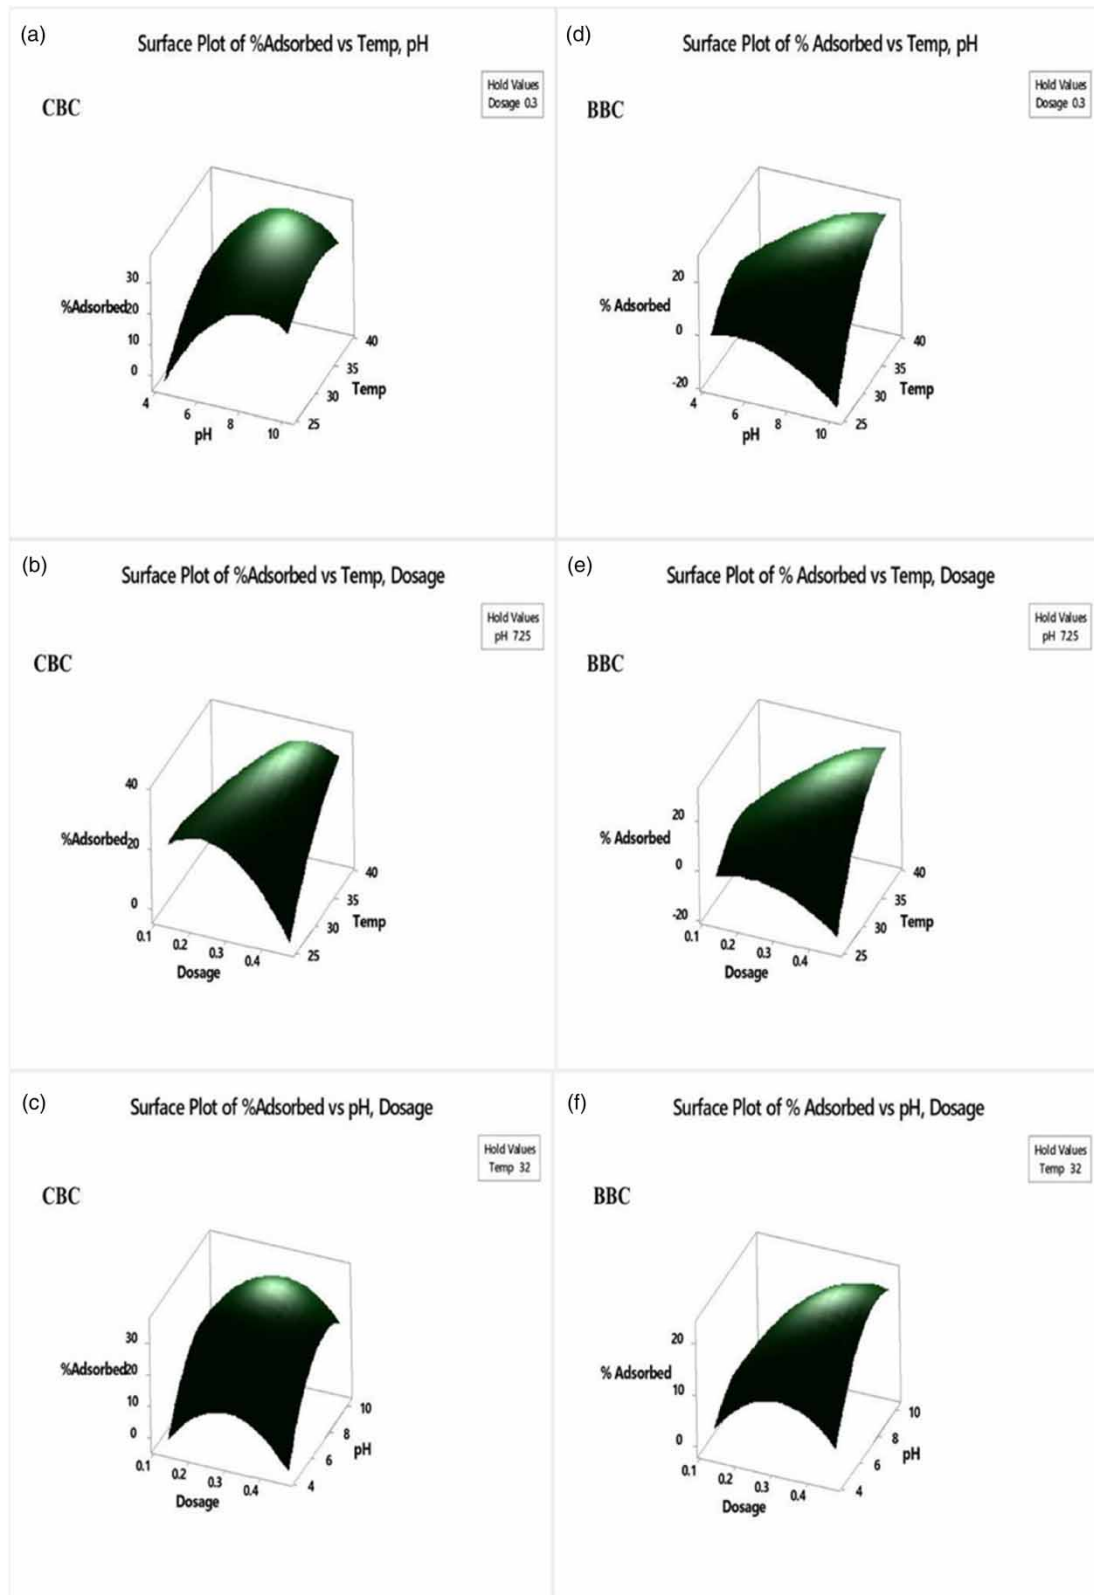 (a)
Surface Plot of %Adsorbed vs Temp, pH
Hold Values
Dosage 0.3
CBC
30
%Adsorbed 20
10
0
4
6
8
10
pH
25
30
35
40
Temp
(d)
Surface Plot of % Adsorbed vs Temp, pH
Hold Values
Dosage 0.3
BBC
20
% Adsorbed
0
-20
4
6
8
10
pH
25
30
35
40
Temp
(b)
Surface Plot of %Adsorbed vs Temp, Dosage
Hold Values
pH 7.25
CBC
40
%Adsorbed 20
0
0.1
0.2
0.3
0.4
Dosage
25
30
35
40
Temp
(e)
Surface Plot of % Adsorbed vs Temp, Dosage
Hold Values
pH 7.25
BBC
20
% Adsorbed
0
-20
0.1
0.2
0.3
0.4
Dosage
25
30
35
40
Temp
(c)
Surface Plot of %Adsorbed vs pH, Dosage
Hold Values
Temp 32
CBC
30
%Adsorbed 20
10
0
0.1
0.2
0.3
0.4
Dosage
4
6
8
10
pH
(f)
Surface Plot of % Adsorbed vs pH, Dosage
Hold Values
Temp 32
BBC
20
% Adsorbed
10
0
0.1
0.2
0.3
0.4
Dosage
4
6
8
10
pH